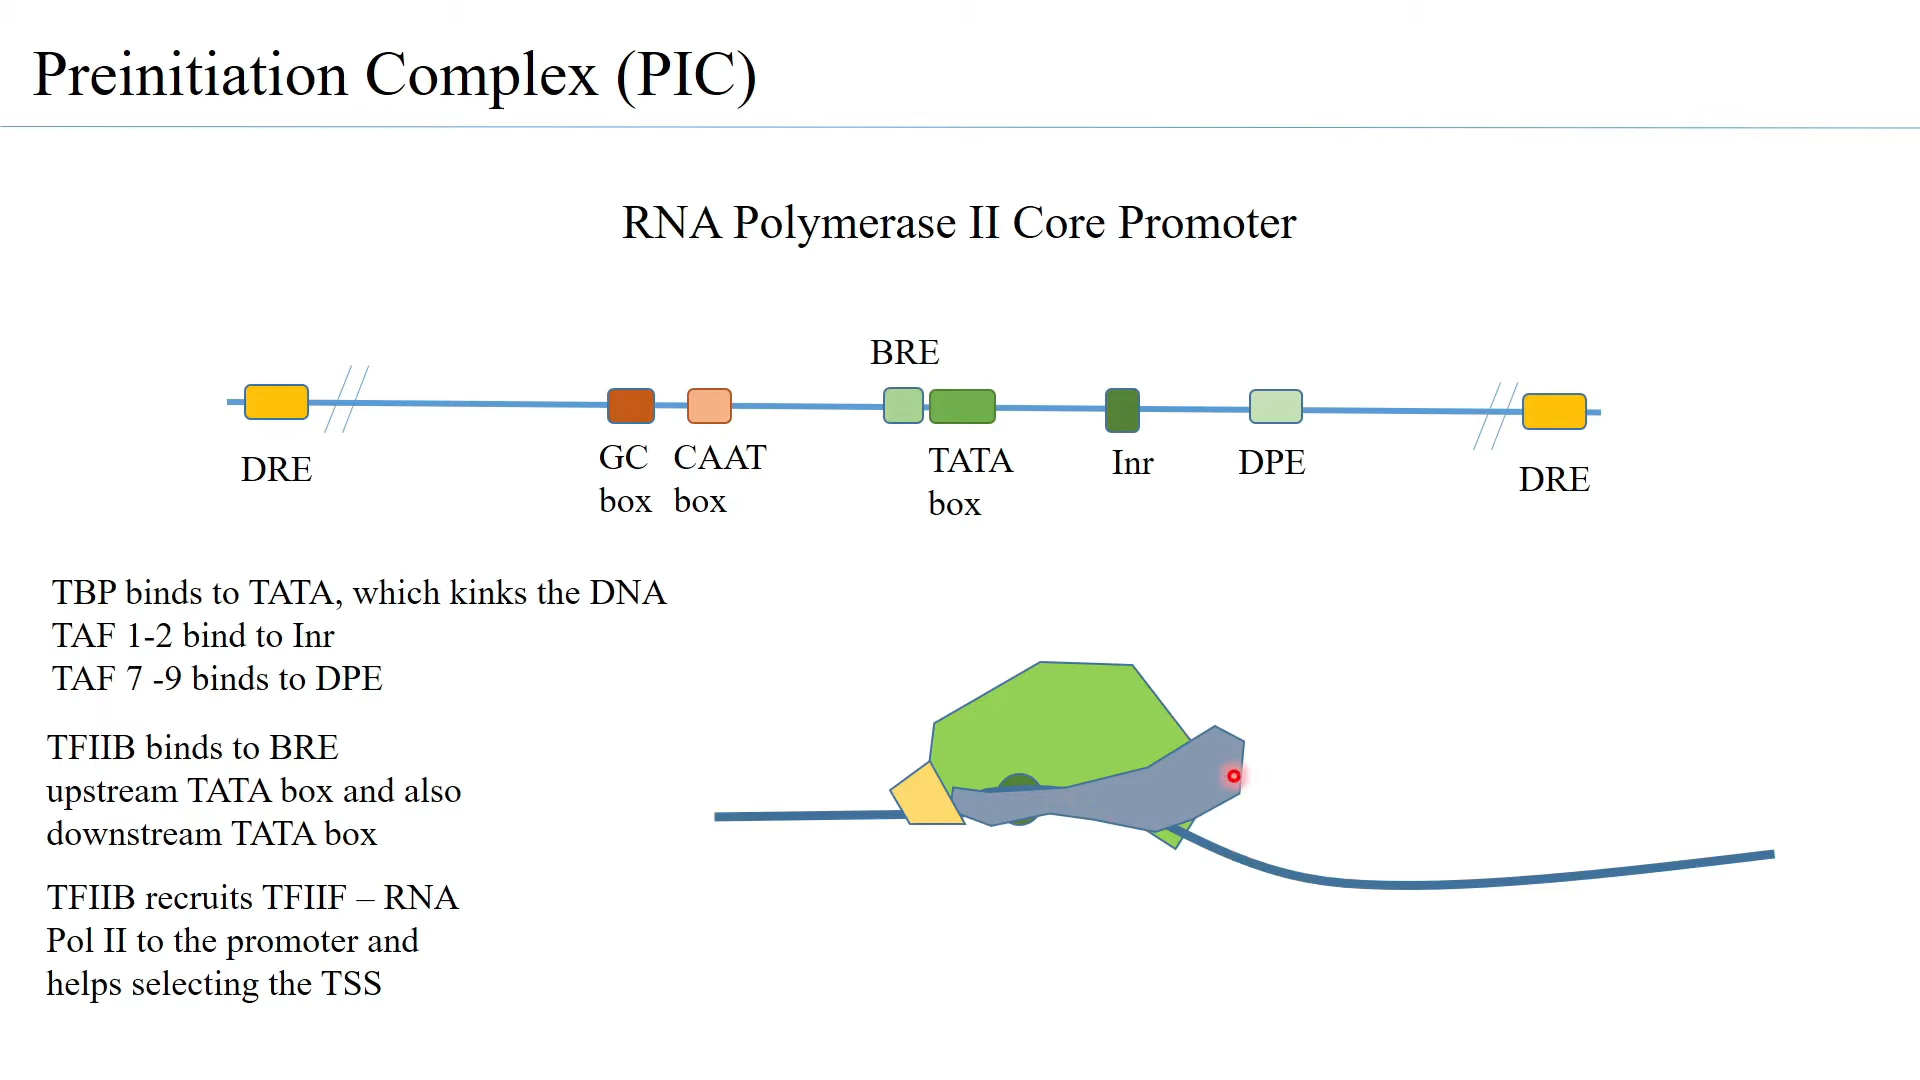 Preinitiation Complex (PIC)
RNA Polymerase II Core Promoter
BRE
DRE
GC box
CAAT box
TATA box
Inr
DPE
DRE
TBP binds to TATA, which kinks the DNA
TAF 1-2 bind to Inr
TAF 7 -9 binds to DPE
TFIIB binds to BRE
upstream TATA box and also
downstream TATA box
TFIIB recruits TFIIF – RNA
Pol II to the promoter and
helps selecting the TSS